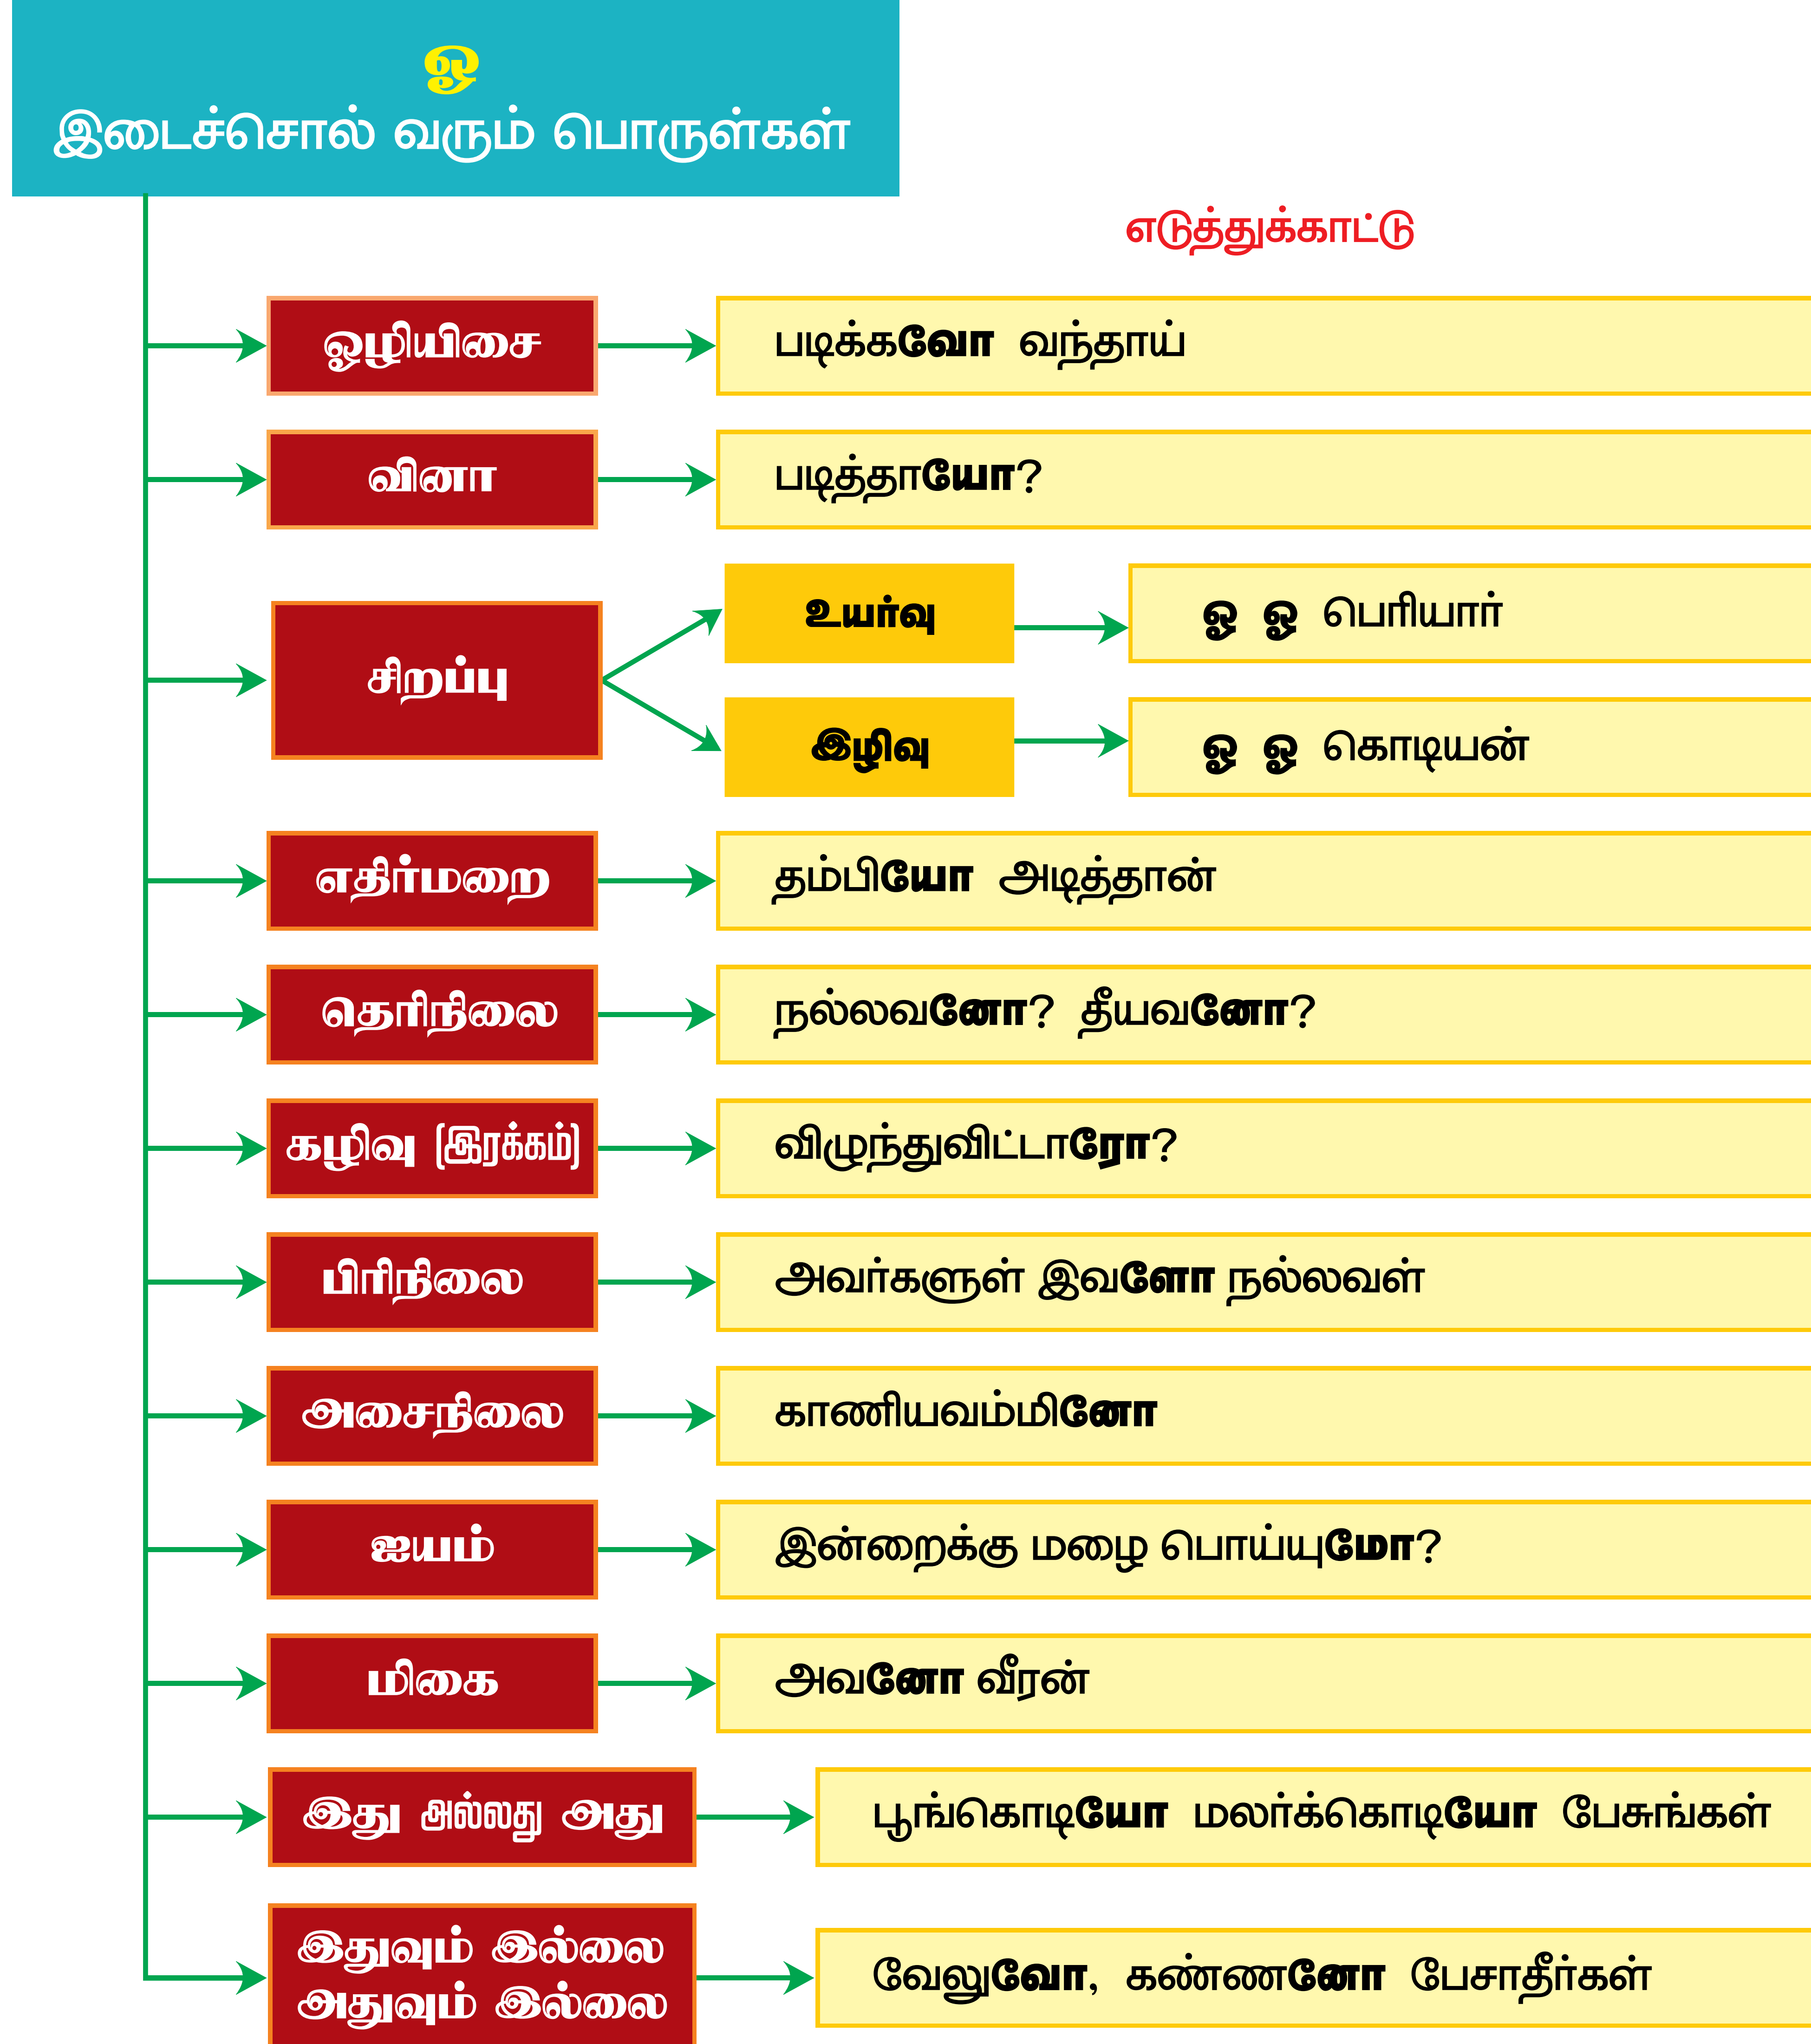 ஓ
இடைச்சொல் வரும் பொருள்கள்
எடுத்துக்காட்டு
ஒழியிசை
படிக்கவோ வந்தாய்
வினா
படித்தாயோ?
சிறப்பு
உயர்வு
ஓ ஓ பெரியார்
இழிவு
ஓ ஓ கொடியன்
எதிர்மறை
தம்பியோ அடித்தான்
தெரிநிலை
நல்லவனோ? தீயவனோ?
கழிவு (இரக்கம்)
விழுந்துவிட்டாரோ?
பிரிநிலை
அவர்களுள் இவளோ நல்லவள்
அசைநிலை
காணியவம்மினோ
ஐயம்
இன்றைக்கு மழை பொய்யுமோ?
மிகை
அவனோ வீரன்
இது அல்லது அது
பூங்கொடியோ மலர்க்கொடியோ பேசுங்கள்
இதுவும் இல்லை
அதுவும் இல்லை
வேலுவோ, கண்ணனோ பேசாதீர்கள்